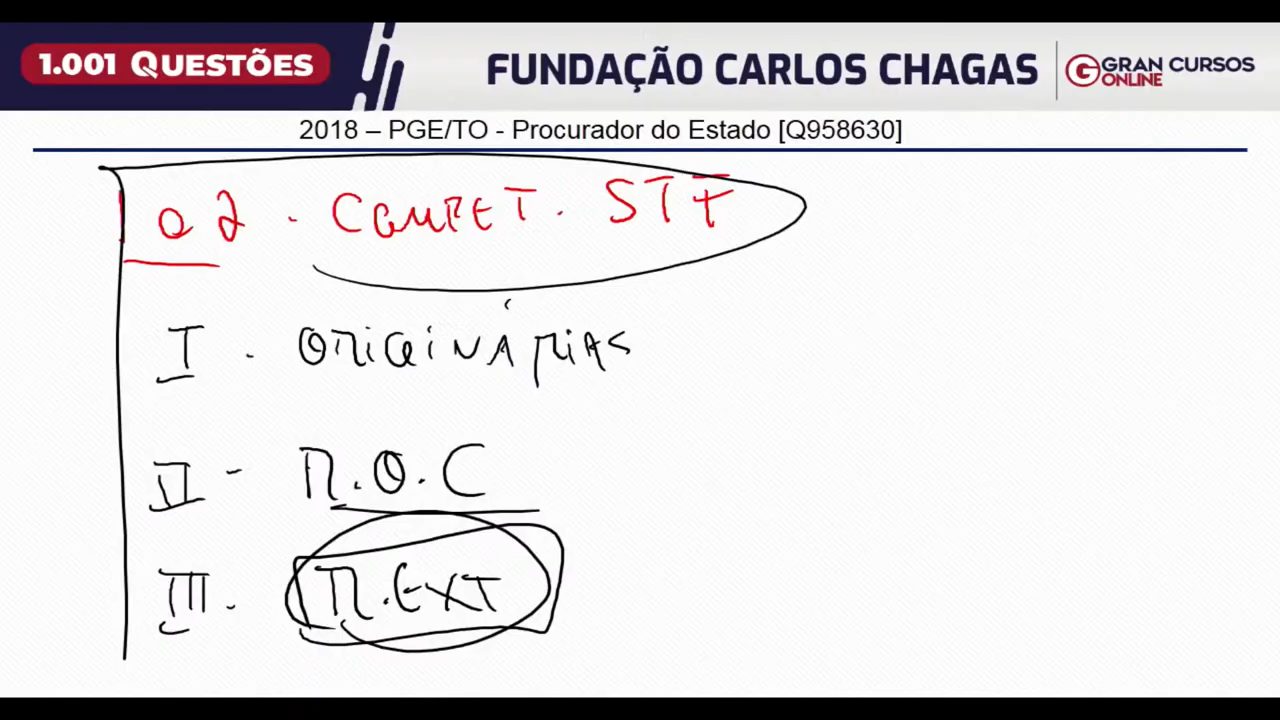 1.001 QUESTÕES
FUNDAÇÃO CARLOS CHAGAS
GRAN CURSOS
ONLINE
2018 – PGE/TO - Procurador do Estado [Q958630]
02. COMPET. STF
I. ORIGINÁRIAS
II - R.O.C
III. R.EXT